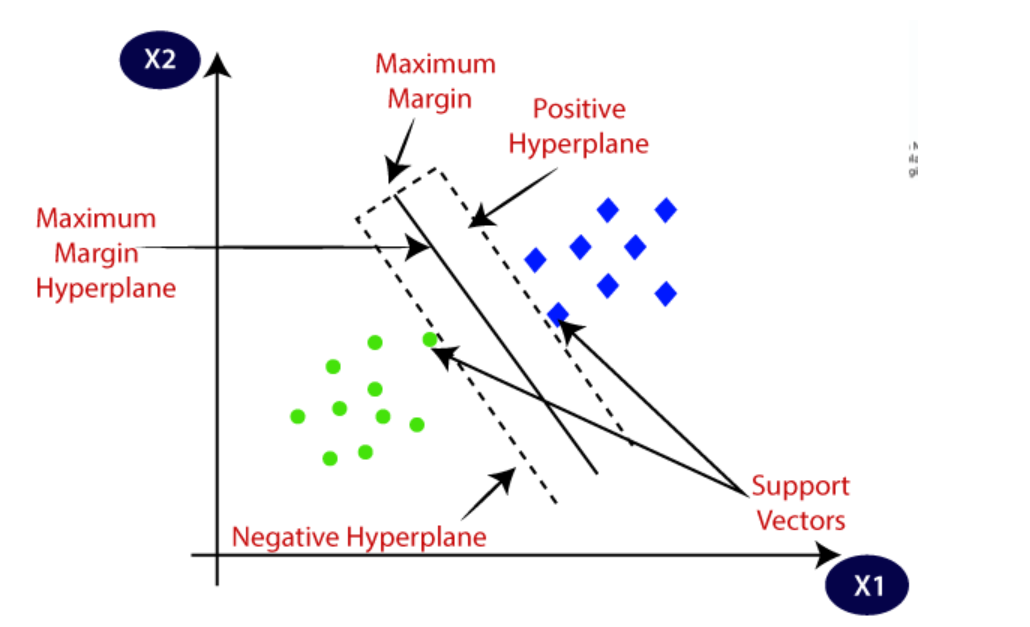 X2
Maximum
Margin
Positive
Hyperplane
Maximum
Margin
Hyperplane
Support
Vectors
Negative Hyperplane
X1